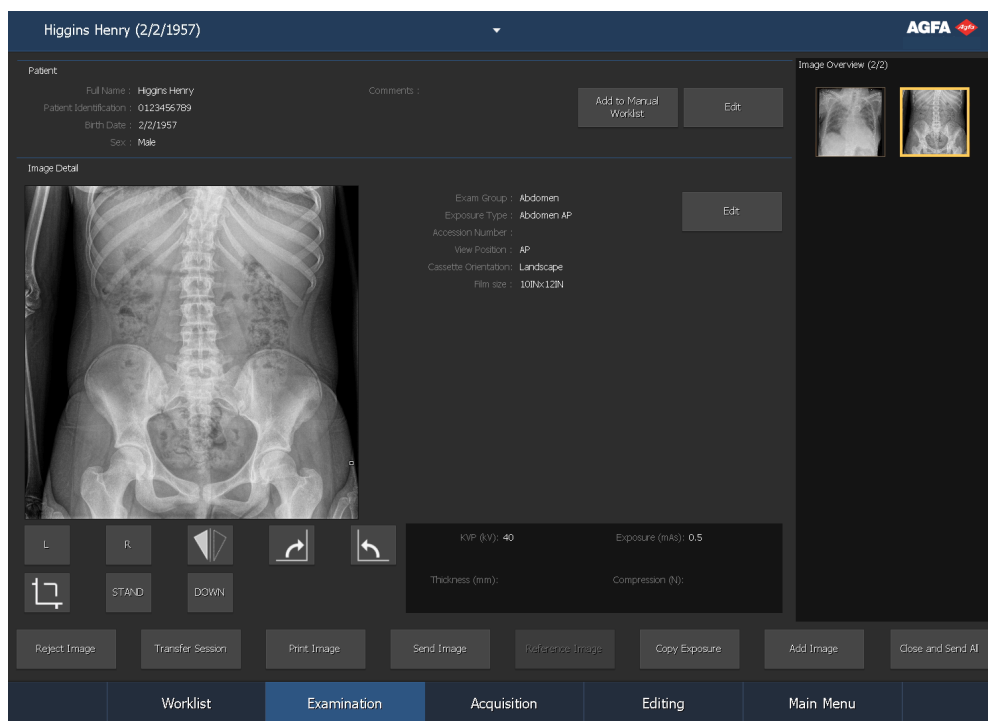 Higgins Henry (2/2/1957)
AGFA Agfa
Patient
Full Name : Higgins Henry
Patient Identification : 0123456789
Birth Date : 2/2/1957
Sex : Male
Comments :
Add to Manual
Worklist
Edit
Image Overview (2/2)
Image Detail
Exam Group : Abdomen
Exposure Type : Abdomen AP
Accession Number :
View Position : AP
Cassette Orientation: Landscape
Film size : 10INx12IN
Edit
L
R
STAND
DOWN
KVP (kV): 40
Exposure (mAs): 0.5
Thickness (mm):
Compression (N):
Reject Image
Transfer Session
Print Image
Send Image
Reference Image
Copy Exposure
Add Image
Close and Send All
Worklist
Examination
Acquisition
Editing
Main Menu